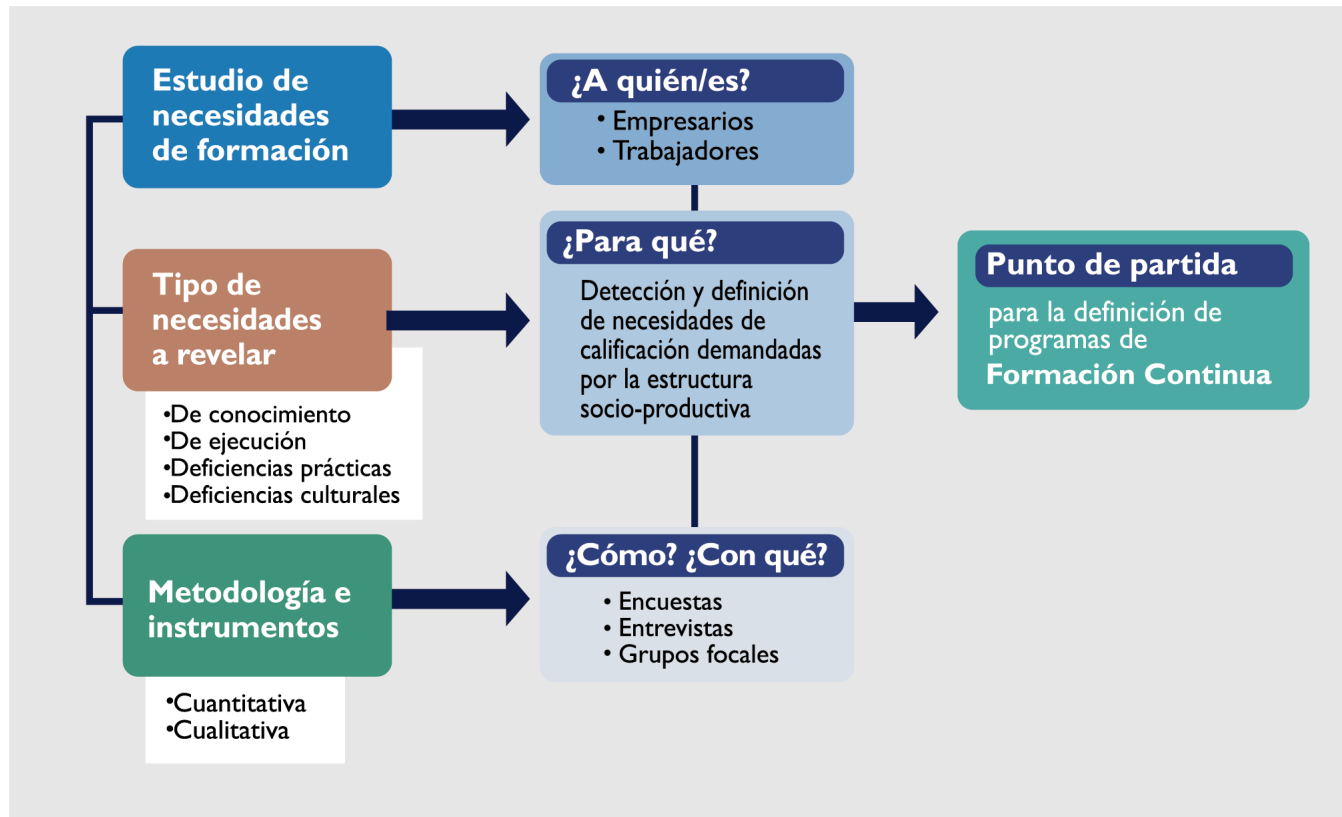 Estudio de
necesidades
de formación
¿A quién/es?
• Empresarios
• Trabajadores
Tipo de
necesidades
a revelar
•De conocimiento
•De ejecución
•Deficiencias prácticas
•Deficiencias culturales
¿Para qué?
Detección y definición
de necesidades de
calificación demandadas
por la estructura
socio-productiva
Punto de partida
para la definición de
programas de
Formación Continua
Metodología e
instrumentos
•Cuantitativa
•Cualitativa
¿Cómo? ¿Con qué?
• Encuestas
• Entrevistas
• Grupos focales